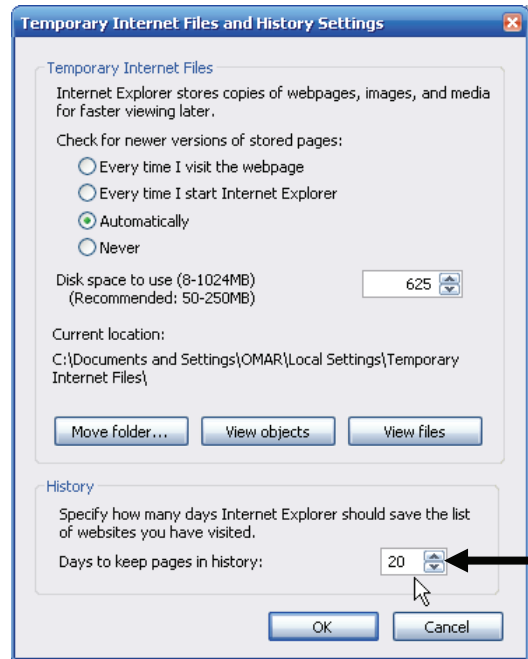 Temporary Internet Files and History Settings
Temporary Internet Files
Internet Explorer stores copies of webpages, images, and media
for faster viewing later.
Check for newer versions of stored pages:
Every time I visit the webpage
Every time I start Internet Explorer
Automatically
Never
Disk space to use (8-1024MB) 625
(Recommended: 50-250MB)
Current location:
C:\Documents and Settings\OMAR\Local Settings\Temporary
Internet Files\
Move folder... View objects View files
History
Specify how many days Internet Explorer should save the list
of websites you have visited.
Days to keep pages in history: 20
OK Cancel